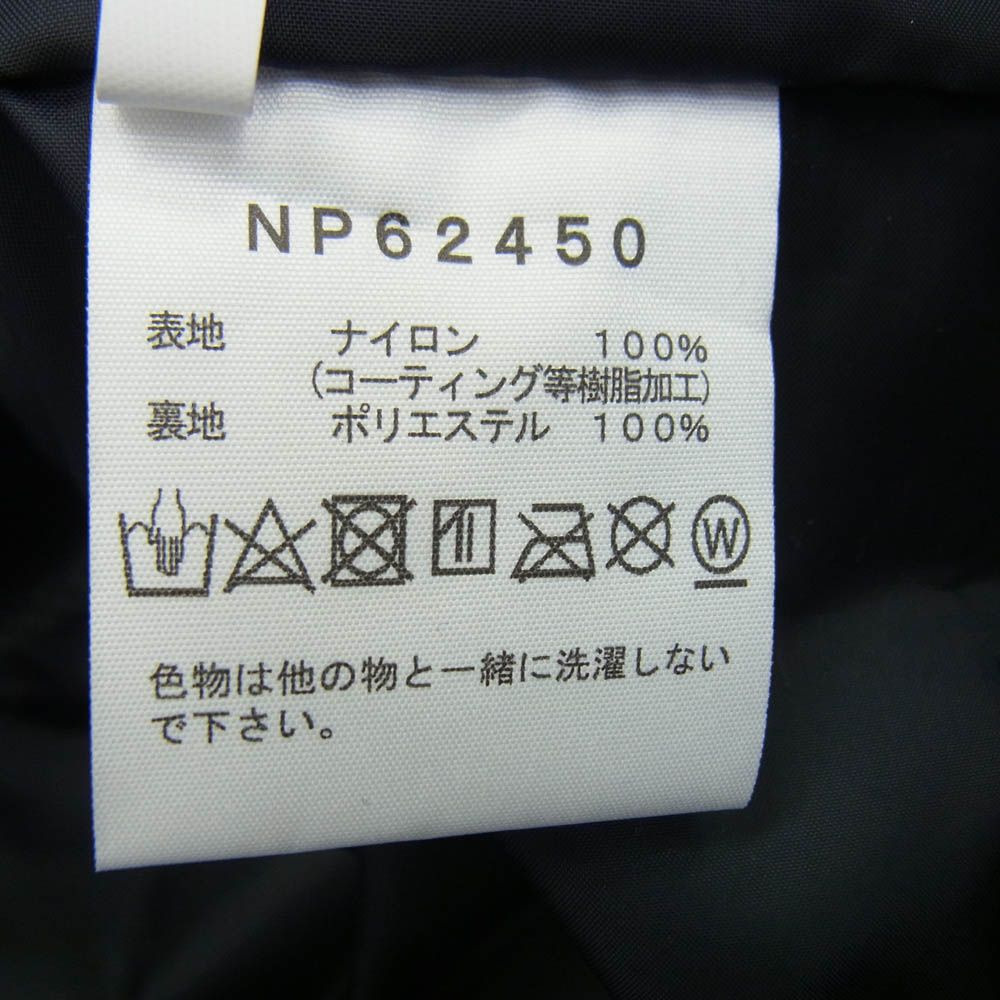 NP62450
表地 ナイロン 100%
(コーティング等樹脂加工)
裏地 ポリエステル 100%
W
色物は他の物と一緒に洗濯しない
で下さい。